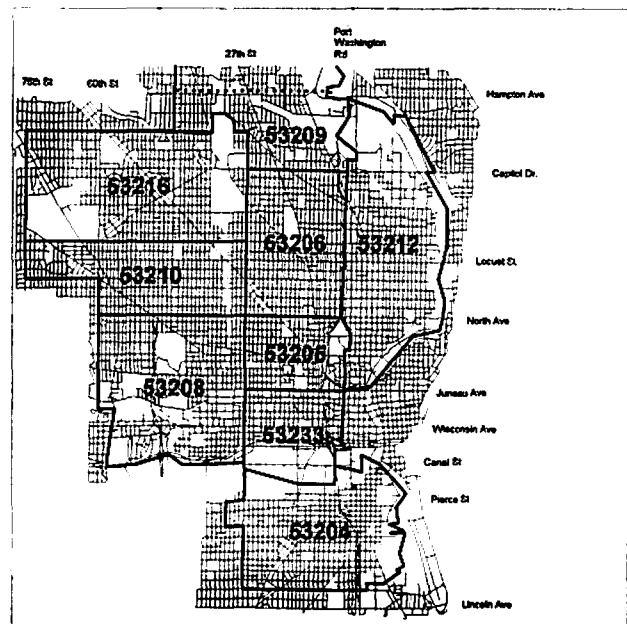 Port
Washington
Rd
27th St
76th St
60th St
Hampton Ave
53209
Capitol Dr.
53216
53206
53212
Locust St.
53210
North Ave
53205
53208
Juneau Ave
Wisconsin Ave
53233
Canal St
Pierce St
53204
Lincoln Ave